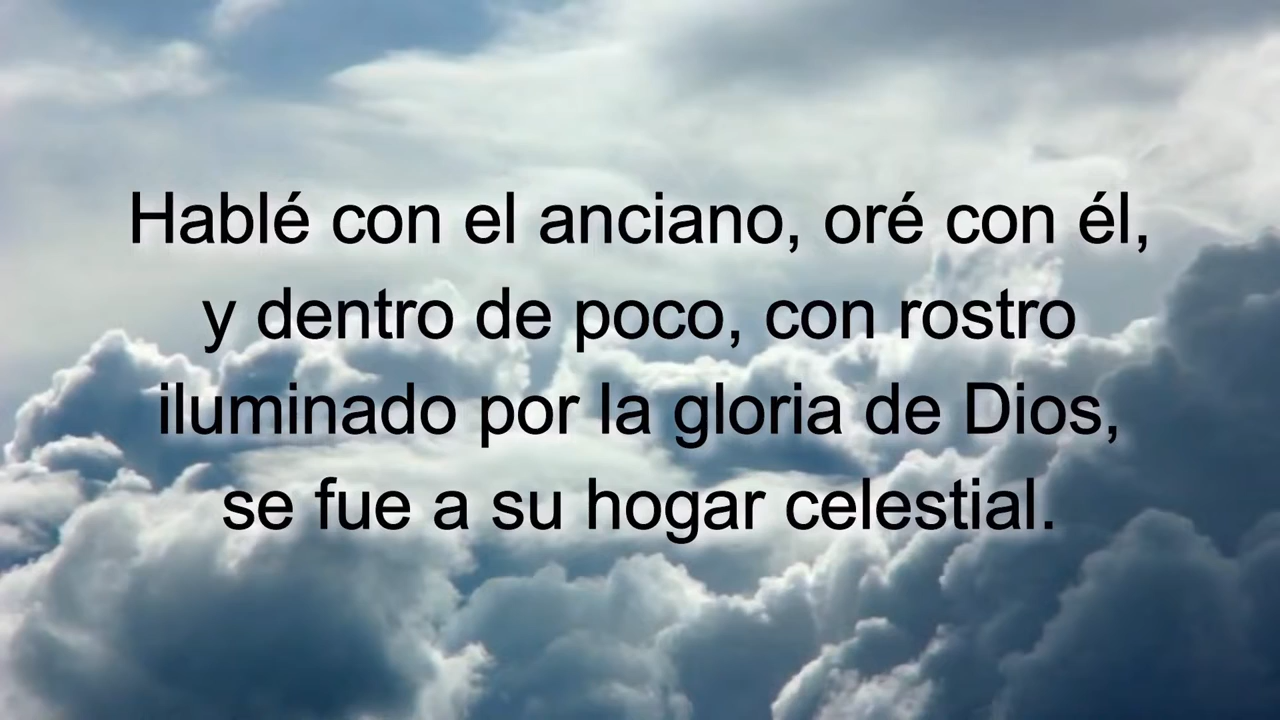 Hablé con el anciano, oré con él,
y dentro de poco, con rostro
iluminado por la gloria de Dios,
se fue a su hogar celestial.